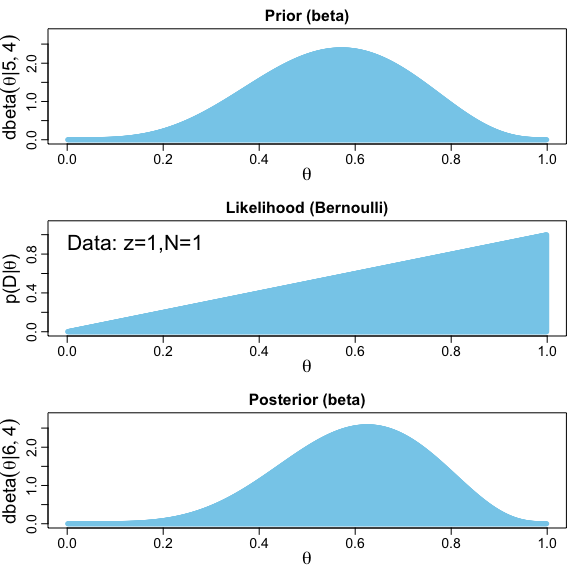 Prior (beta)
dbeta(θ|5, 4)
0.0 1.0 2.0
0.0 0.2 0.4 0.6 0.8 1.0
θ
Likelihood (Bernoulli)
Data: z=1,N=1
p(D|θ)
0.0 0.4 0.8
0.0 0.2 0.4 0.6 0.8 1.0
θ
Posterior (beta)
dbeta(θ|6, 4)
0.0 1.0 2.0
0.0 0.2 0.4 0.6 0.8 1.0
θ